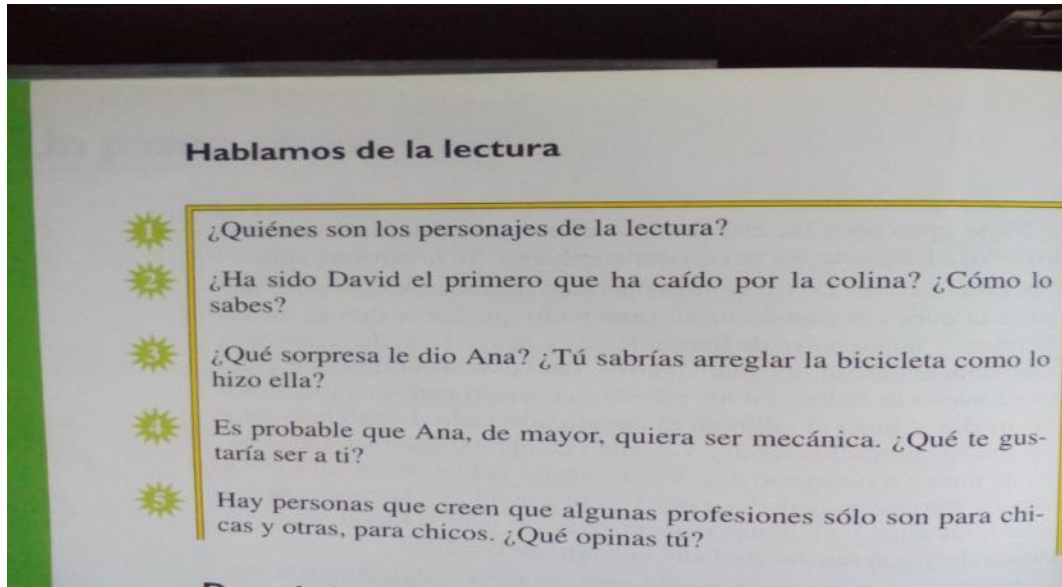 Hablamos de la lectura
1 ¿Quiénes son los personajes de la lectura?
2 ¿Ha sido David el primero que ha caído por la colina? ¿Cómo lo
sabes?
3 ¿Qué sorpresa le dio Ana? ¿Tú sabrías arreglar la bicicleta como lo
hizo ella?
4 Es probable que Ana, de mayor, quiera ser mecánica. ¿Qué te gus-
taría ser a ti?
5 Hay personas que creen que algunas profesiones sólo son para chi-
cas y otras, para chicos. ¿Qué opinas tú?